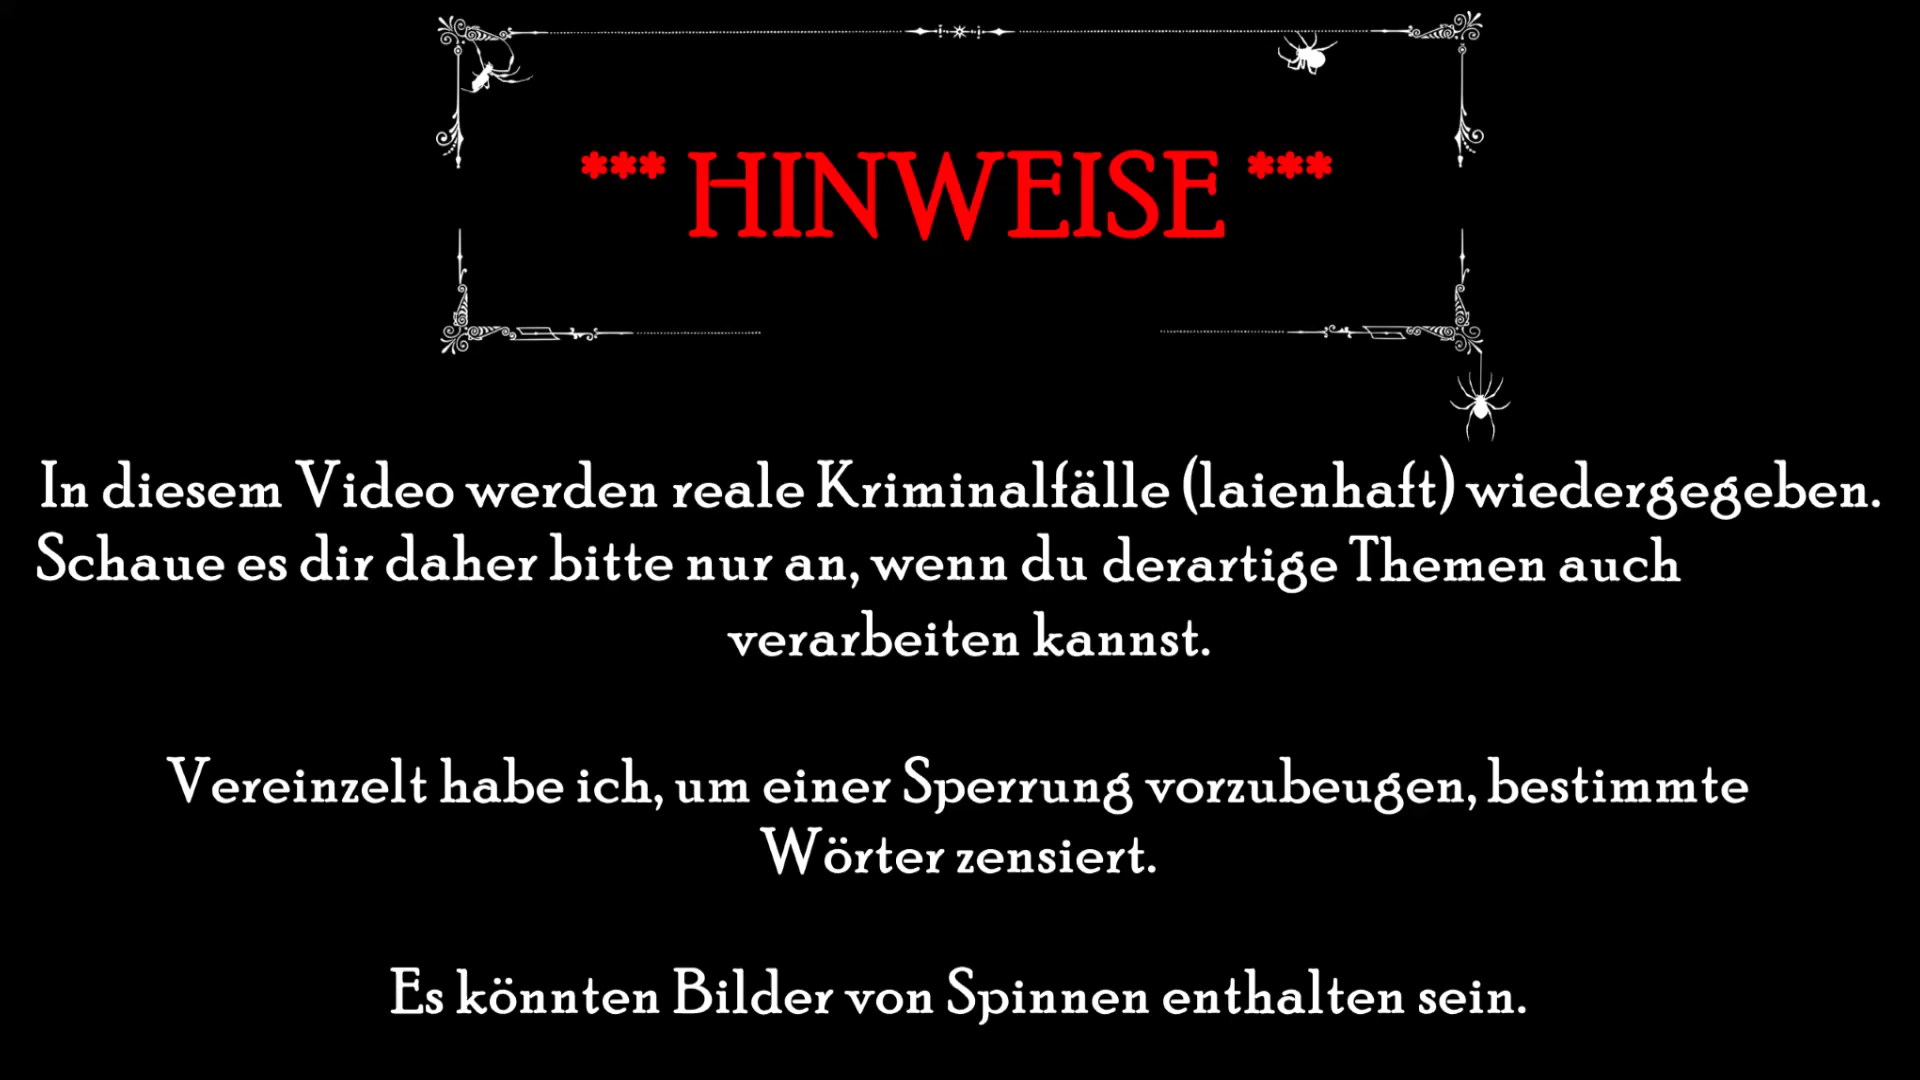 *** HINWEISE ***
In diesem Video werden reale Kriminalfälle (laienhaft) wiedergegeben.
Schaue es dir daher bitte nur an, wenn du derartige Themen auch
verarbeiten kannst.
Vereinzelt habe ich, um einer Sperrung vorzubeugen, bestimmte
Wörter zensiert.
Es könnten Bilder von Spinnen enthalten sein.